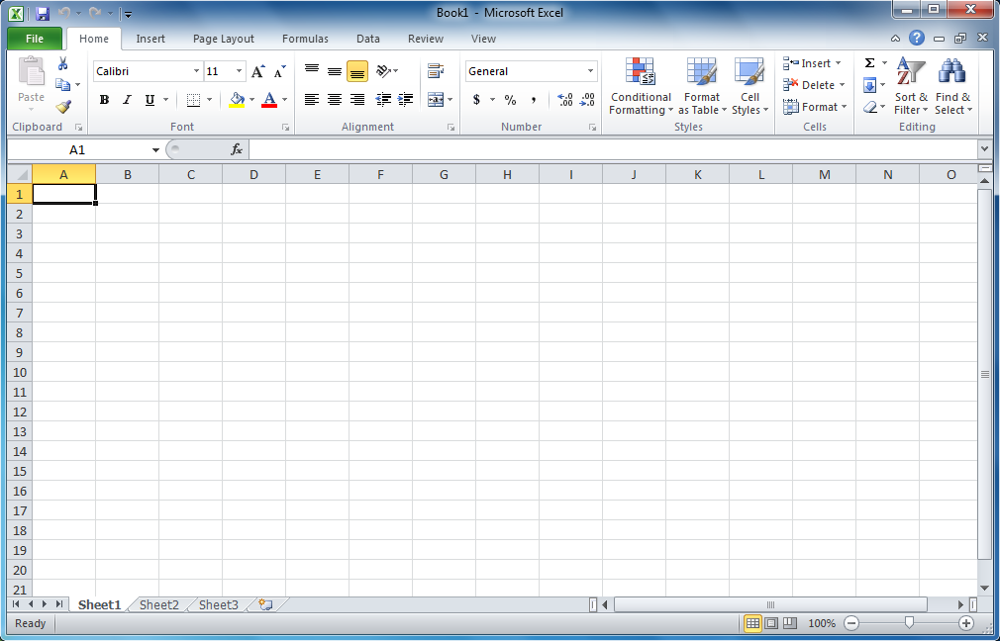 Book1 - Microsoft Excel
File Home Insert Page Layout Formulas Data Review View
Calibri 11 General
Paste
B I U $ % ,
Conditional Formatting
Format as Table
Cell Styles
Insert
Delete
Format
Σ
Sort & Filter
Find & Select
Clipboard Font Alignment Number Styles Cells Editing
A1 fx
A B C D E F G H I J K L M N O
1
2
3
4
5
6
7
8
9
10
11
12
13
14
15
16
17
18
19
20
21
Sheet1 Sheet2 Sheet3
Ready 100%